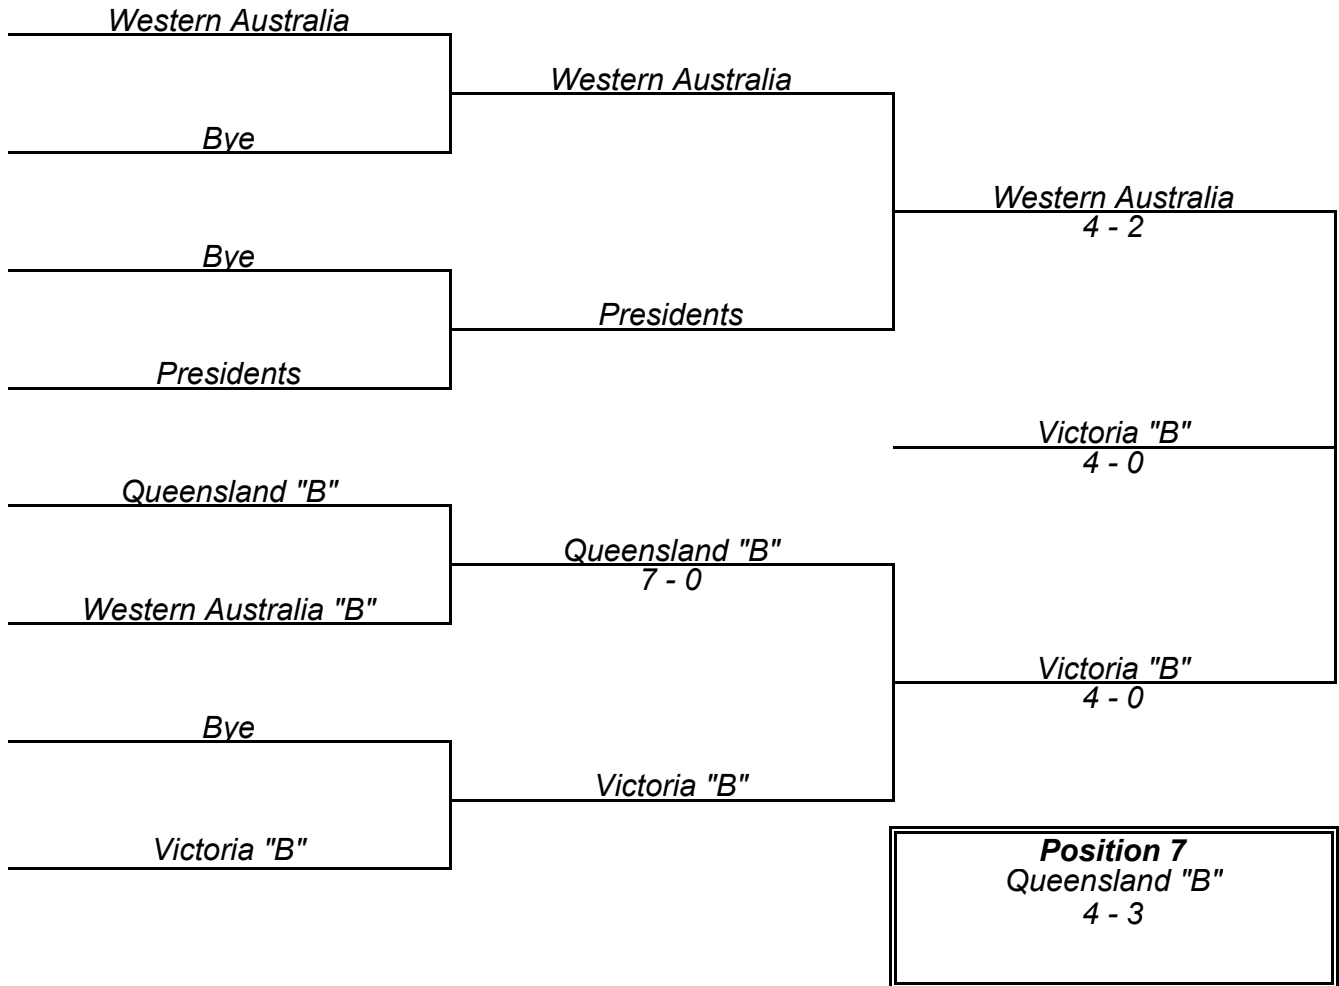 Western Australia
Western Australia
Bye
Western Australia
4 - 2
Bye
Presidents
Presidents
Victoria "B"
4 - 0
Queensland "B"
Queensland "B"
7 - 0
Western Australia "B"
Victoria "B"
4 - 0
Bye
Victoria "B"
Victoria "B"
Position 7
Queensland "B"
4 - 3